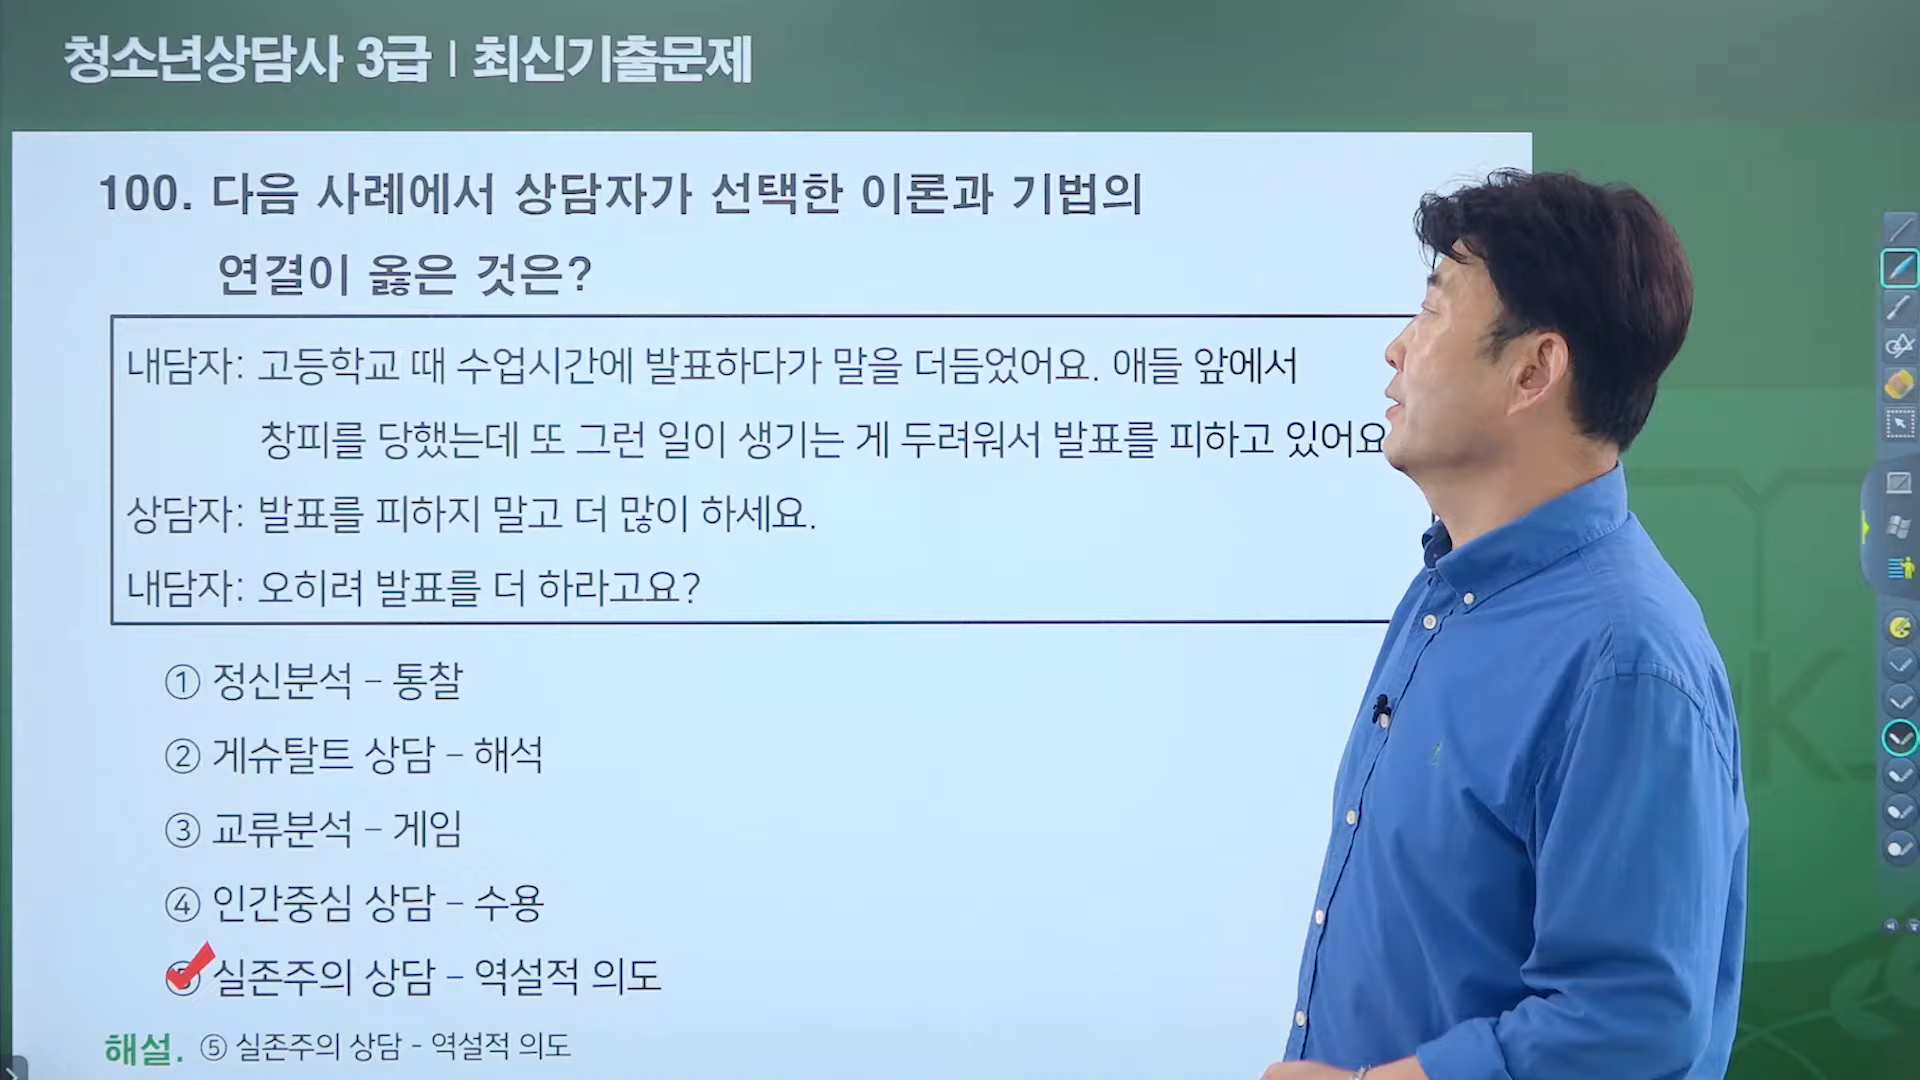 청소년상담사 3급 | 최신기출문제
100. 다음 사례에서 상담자가 선택한 이론과 기법의
연결이 옳은 것은?
내담자: 고등학교 때 수업시간에 발표하다가 말을 더듬었어요. 애들 앞에서
창피를 당했는데 또 그런 일이 생기는 게 두려워서 발표를 피하고 있어요
상담자: 발표를 피하지 말고 더 많이 하세요.
내담자: 오히려 발표를 더 하라고요?
① 정신분석 – 통찰
② 게슈탈트 상담 – 해석
③ 교류분석 – 게임
④ 인간중심 상담 – 수용
⑤ 실존주의 상담 – 역설적 의도
해설. ⑤ 실존주의 상담 - 역설적 의도